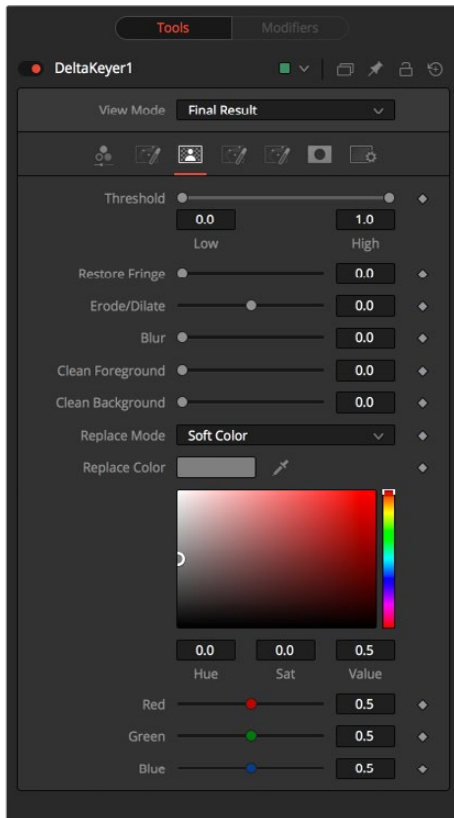 Tools Modifiers
DeltaKeyer1
View Mode Final Result
Threshold
0.0 1.0
Low High
Restore Fringe 0.0
Erode/Dilate 0.0
Blur 0.0
Clean Foreground 0.0
Clean Background 0.0
Replace Mode Soft Color
Replace Color
0.0 0.0 0.5
Hue Sat Value
Red 0.5
Green 0.5
Blue 0.5